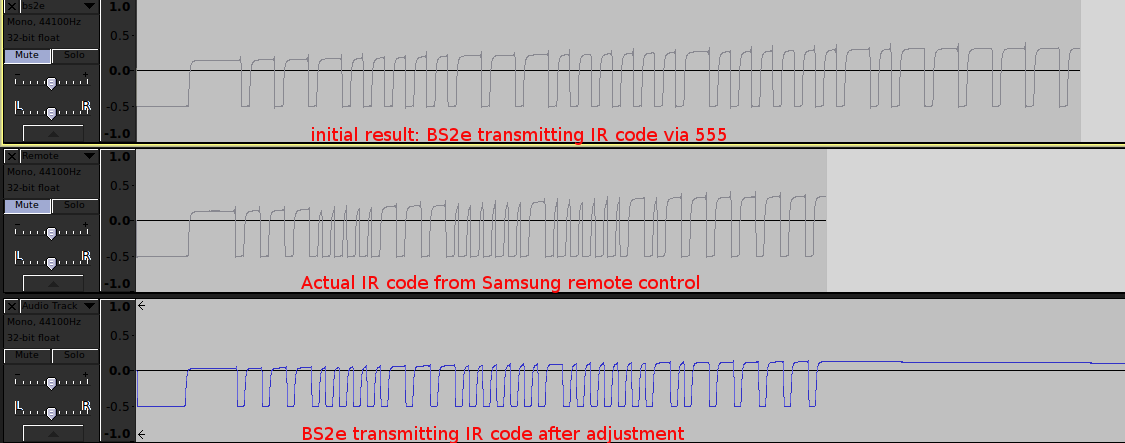 bs2e
Mono, 44100Hz
32-bit float
Mute Solo
- +
L R
1.0
0.5
0.0
-0.5
-1.0
initial result: BS2e transmitting IR code via 555
Remote
Mono, 44100Hz
32-bit float
Mute Solo
- +
L R
1.0
0.5
0.0
-0.5
-1.0
Actual IR code from Samsung remote control
Audio Track
Mono, 44100Hz
32-bit float
Mute Solo
- +
L R
1.0
0.5
0.0
-0.5
-1.0
BS2e transmitting IR code after adjustment